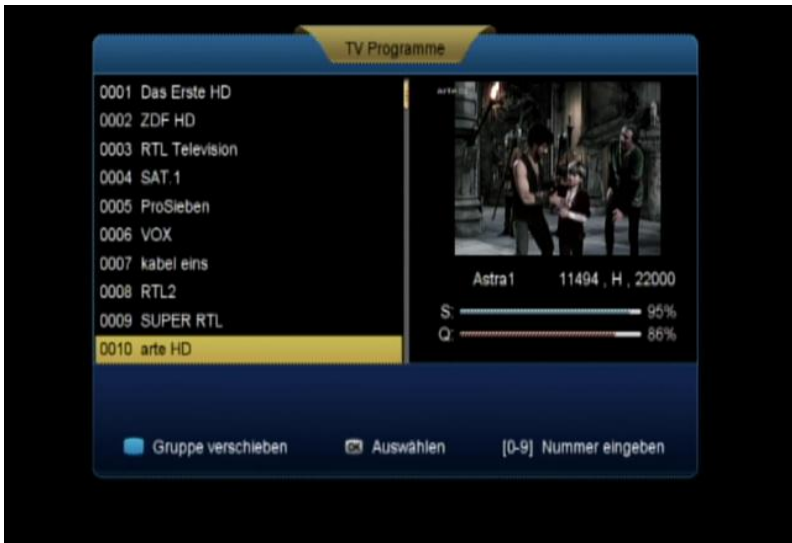 TV Programme
0001 Das Erste HD
0002 ZDF HD
0003 RTL Television
0004 SAT.1
0005 ProSieben
0006 VOX
0007 kabel eins
0008 RTL2
0009 SUPER RTL
0010 arte HD
arte
Astra1 11494 , H , 22000
S: 95%
Q: 86%
Gruppe verschieben OK Auswählen [0-9] Nummer eingeben